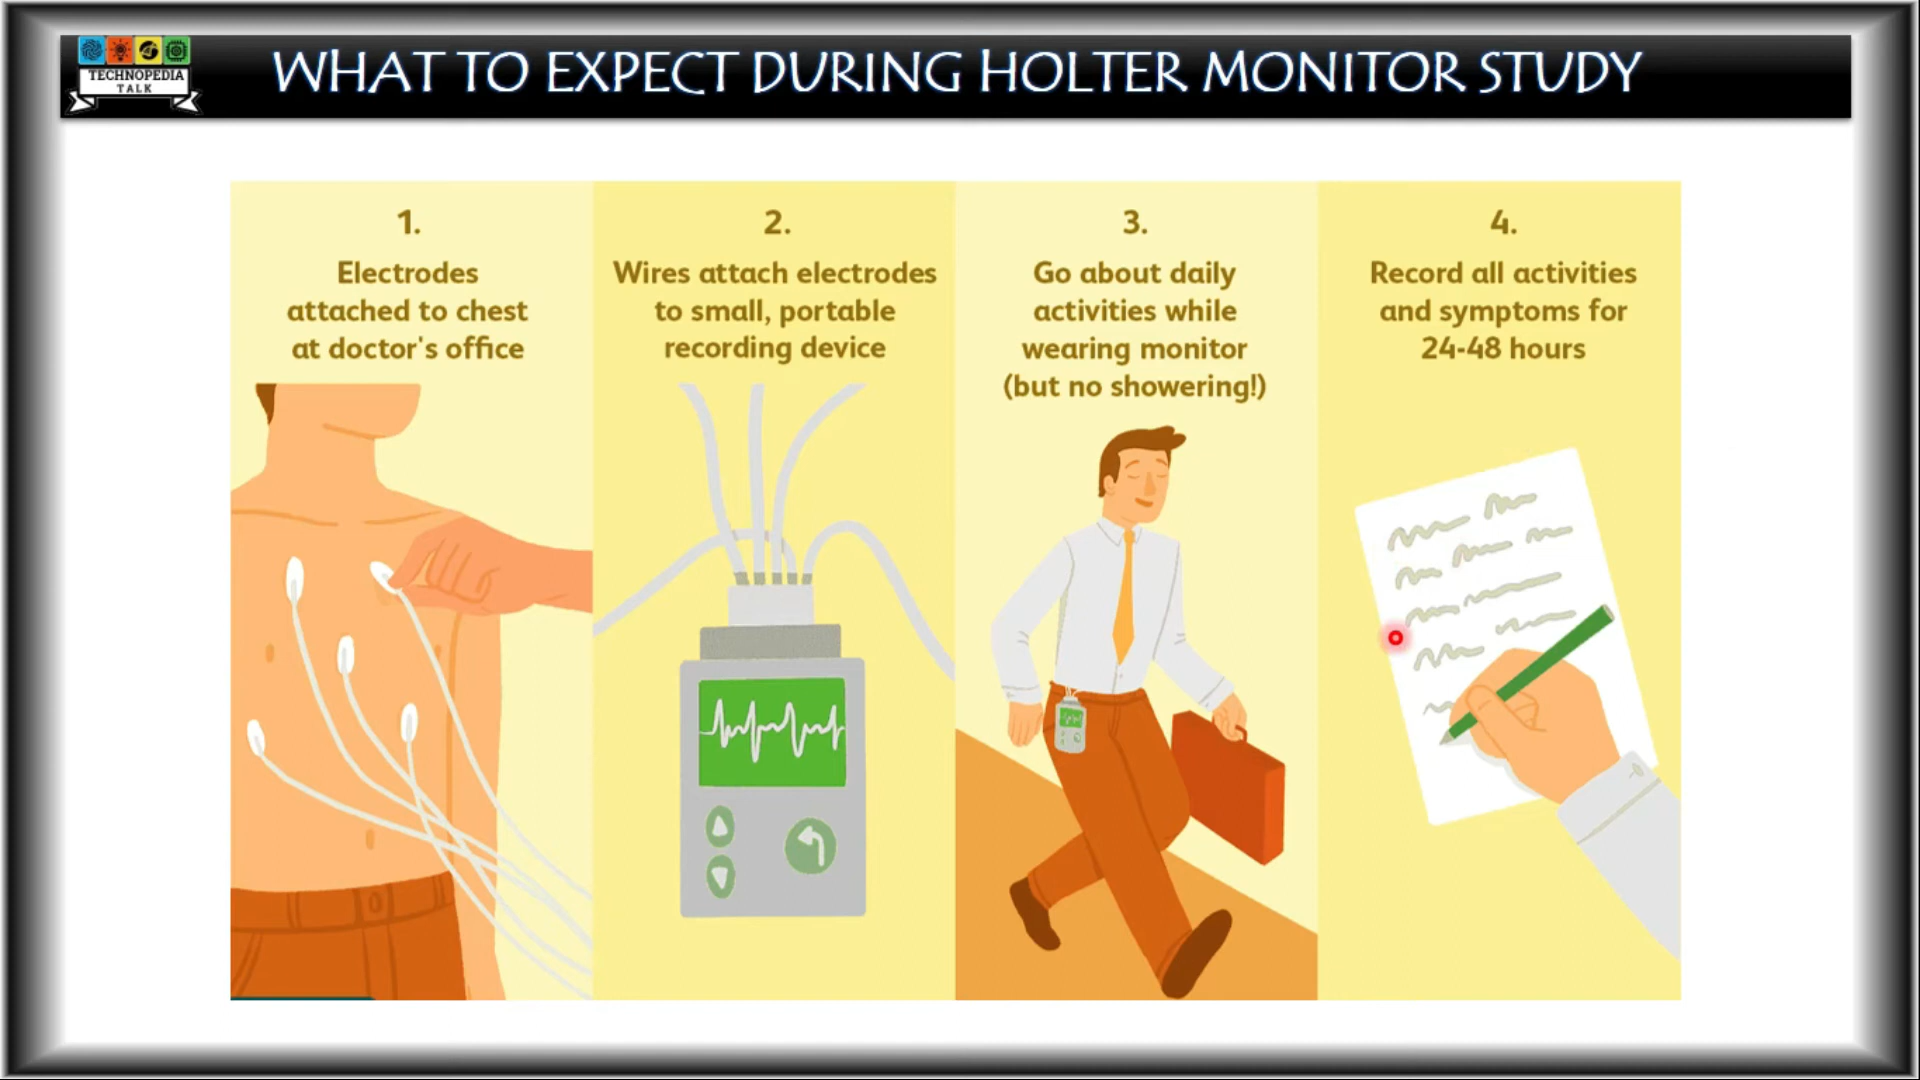 TECHNOPEDIA
TALK
WHAT TO EXPECT DURING HOLTER MONITOR STUDY
1.
Electrodes
attached to chest
at doctor's office
2.
Wires attach electrodes
to small, portable
recording device
3.
Go about daily
activities while
wearing monitor
(but no showering!)
4.
Record all activities
and symptoms for
24-48 hours